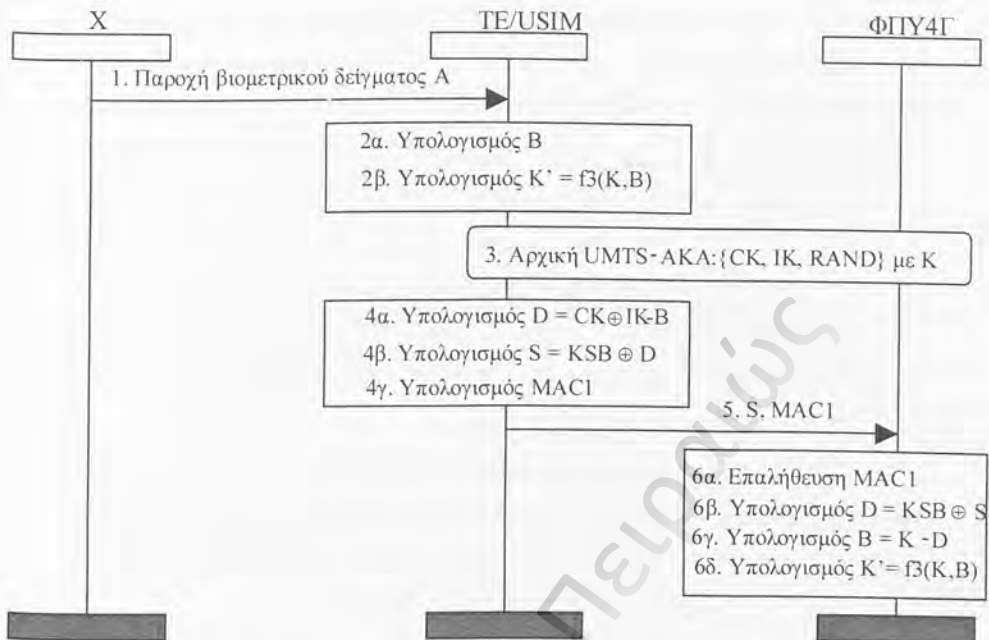 Χ
ΤΕ/USIM
ΦΠΥ4Γ
1. Παροχή βιομετρικού δείγματος Α
2α. Υπολογισμός Β
2β. Υπολογισμός Κ' = f3(K,B)
3. Αρχική UMTS-AKA:{CK, IK, RAND} με Κ
4α. Υπολογισμός D = CK⊕IK-B
4β. Υπολογισμός S = KSB ⊕ D
4γ. Υπολογισμός MAC1
5. S, MAC1
6α. Επαλήθευση MAC1
6β. Υπολογισμός D = KSB ⊕ S
6γ. Υπολογισμός B = K -D
6δ. Υπολογισμός K'= f3(K,B)
Πειραιώς